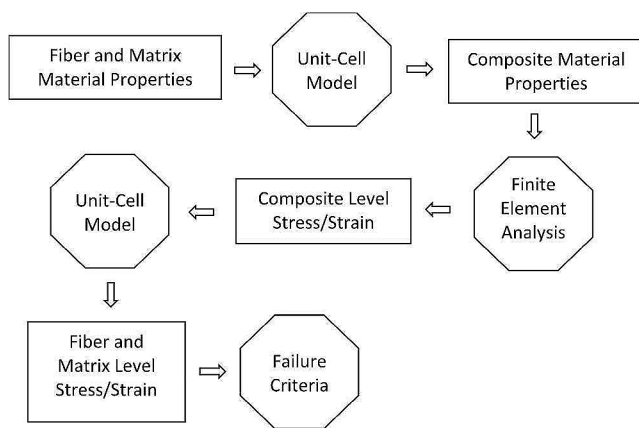 Fiber and Matrix
Material Properties
Unit-Cell
Model
Composite Material
Properties
Finite
Element
Analysis
Composite Level
Stress/Strain
Unit-Cell
Model
Fiber and
Matrix Level
Stress/Strain
Failure
Criteria